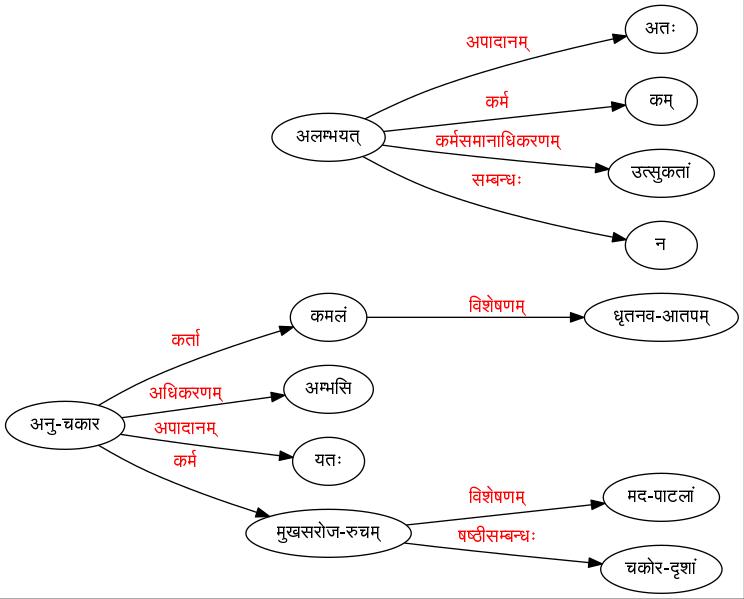 अतः
अपादानम्
कर्म
कम्
अलम्भयत्
कर्मसमानाधिकरणम्
उत्सुकतां
सम्बन्धः
न
कमलं
विशेषणम्
धृतनव-आतपम्
कर्ता
अधिकरणम्
अम्भसि
अनु-चकार
अपादानम्
यतः
कर्म
विशेषणम्
मद-पाटलां
मुखसरोज-रुचम्
षष्ठीसम्बन्धः
चकोर-दृशां